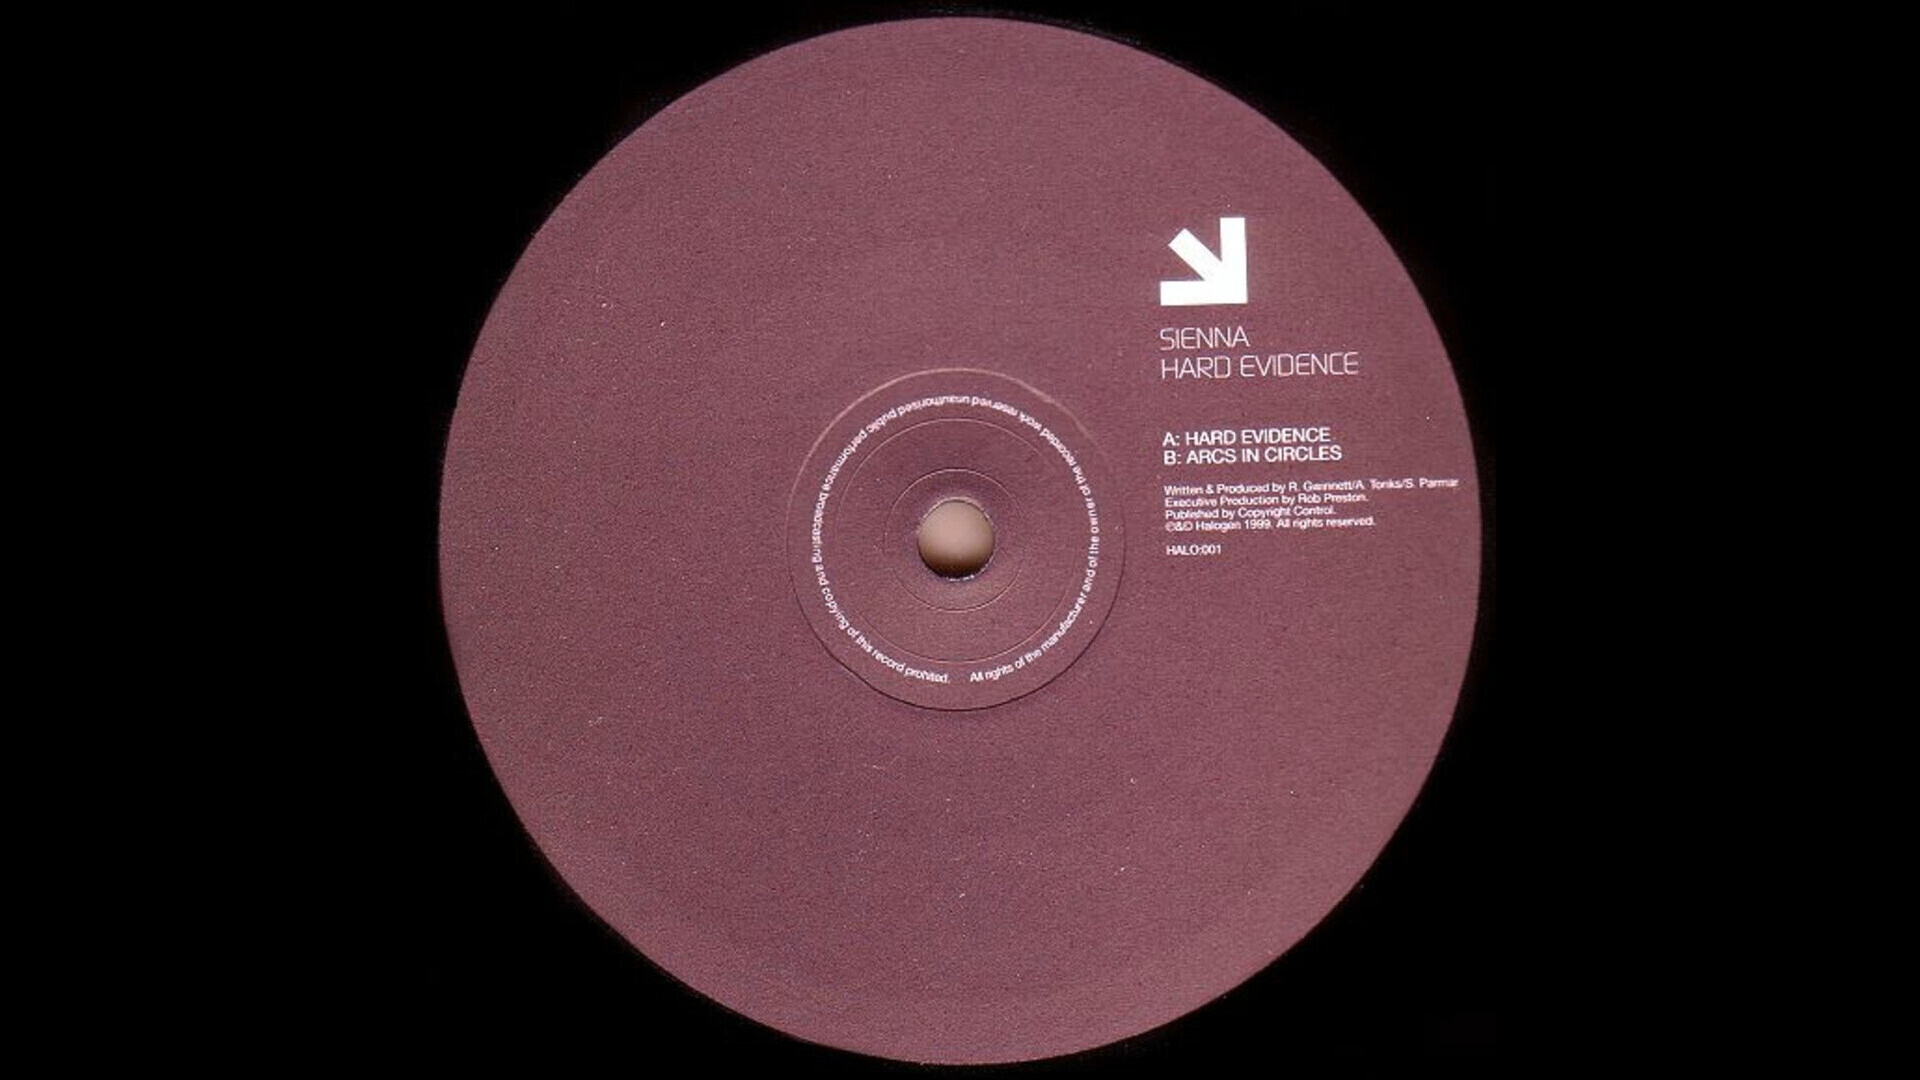 SIENNA
HARD EVIDENCE
A: HARD EVIDENCE
B: ARCS IN CIRCLES
Written & Produced by R. Gwinnett/A. Tonks/S. Parmar
Executive Production by Rob Preston.
Published by Copyright Control.
©&℗ Halogen 1999. All rights reserved.
HALO:001
All rights of the manufacturer and of the owner of the recorded work reserved unauthorised public performance broadcasting and copying of this record prohited.